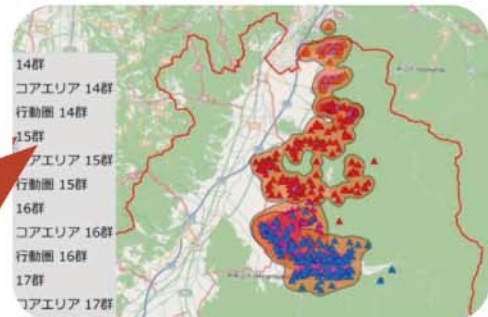 14群
コアエリア 14群
行動圏 14群
15群
コアエリア 15群
行動圏 15群
16群
コアエリア 16群
行動圏 16群
17群
コアエリア 17群